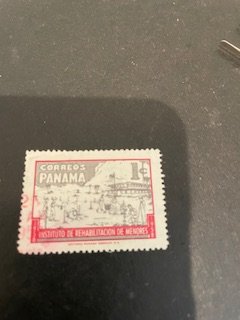 CORREOS 1¢
PANAMA
INSTITUTO DE REHABILITACION DE MENORES